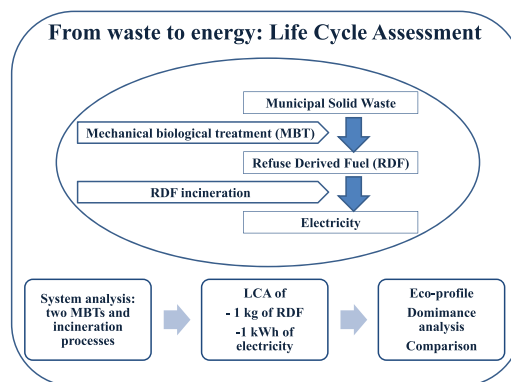 From waste to energy: Life Cycle Assessment
Municipal Solid Waste
Mechanical biological treatment (MBT)
Refuse Derived Fuel (RDF)
RDF incineration
Electricity
System analysis:
two MBTs and
incineration
processes
LCA of
- 1 kg of RDF
-1 kWh of
electricity
Eco-profile
Domimance
analysis
Comparison